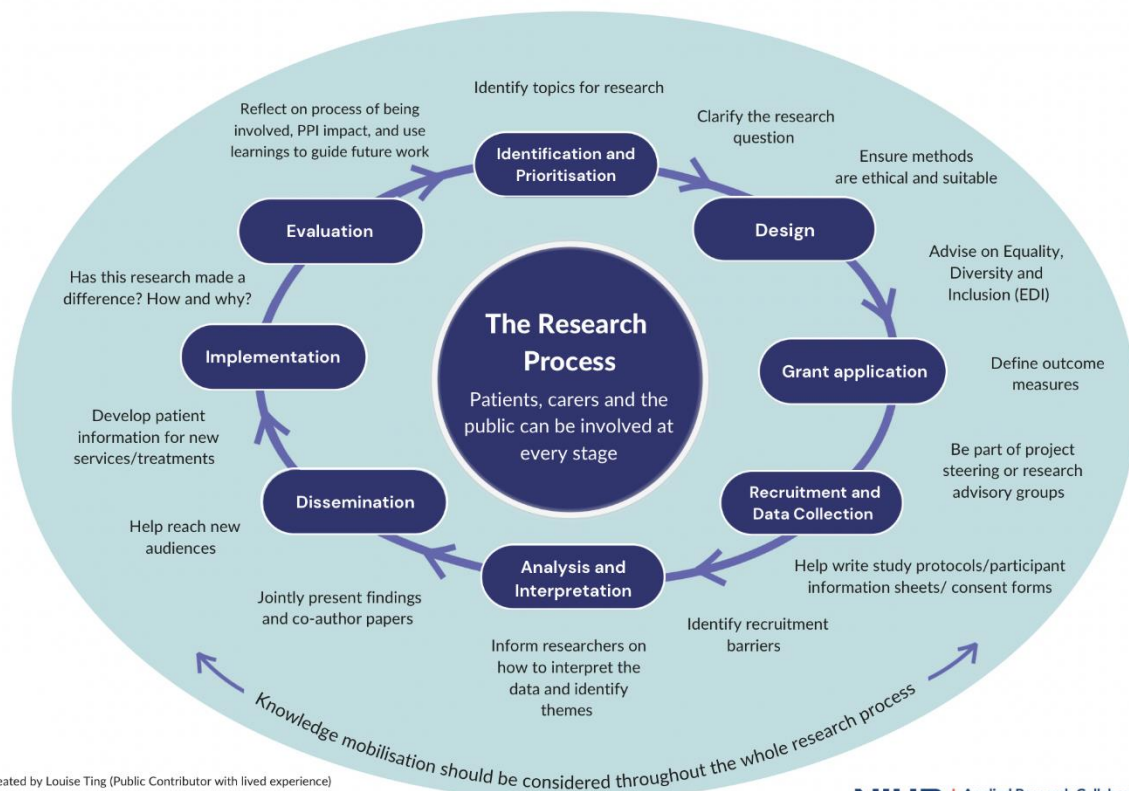 Identify topics for research
Reflect on process of being
involved, PPI impact, and use
learnings to guide future work
Clarify the research
question
Identification and
Prioritisation
Ensure methods
are ethical and suitable
Evaluation
Design
Advise on Equality,
Diversity and
Inclusion (EDI)
Has this research made a
difference? How and why?
The Research
Process
Patients, carers and the
public can be involved at
every stage
Implementation
Grant application
Define outcome
measures
Develop patient
information for new
services/treatments
Be part of project
steering or research
advisory groups
Dissemination
Recruitment and
Data Collection
Help reach new
audiences
Analysis and
Interpretation
Help write study protocols/participant
information sheets/ consent forms
Jointly present findings
and co-author papers
Identify recruitment
barriers
Inform researchers on
how to interpret the
data and identify
themes
Knowledge mobilisation should be considered throughout the whole research process
by Louise Ting (Public Contributor with lived experience)